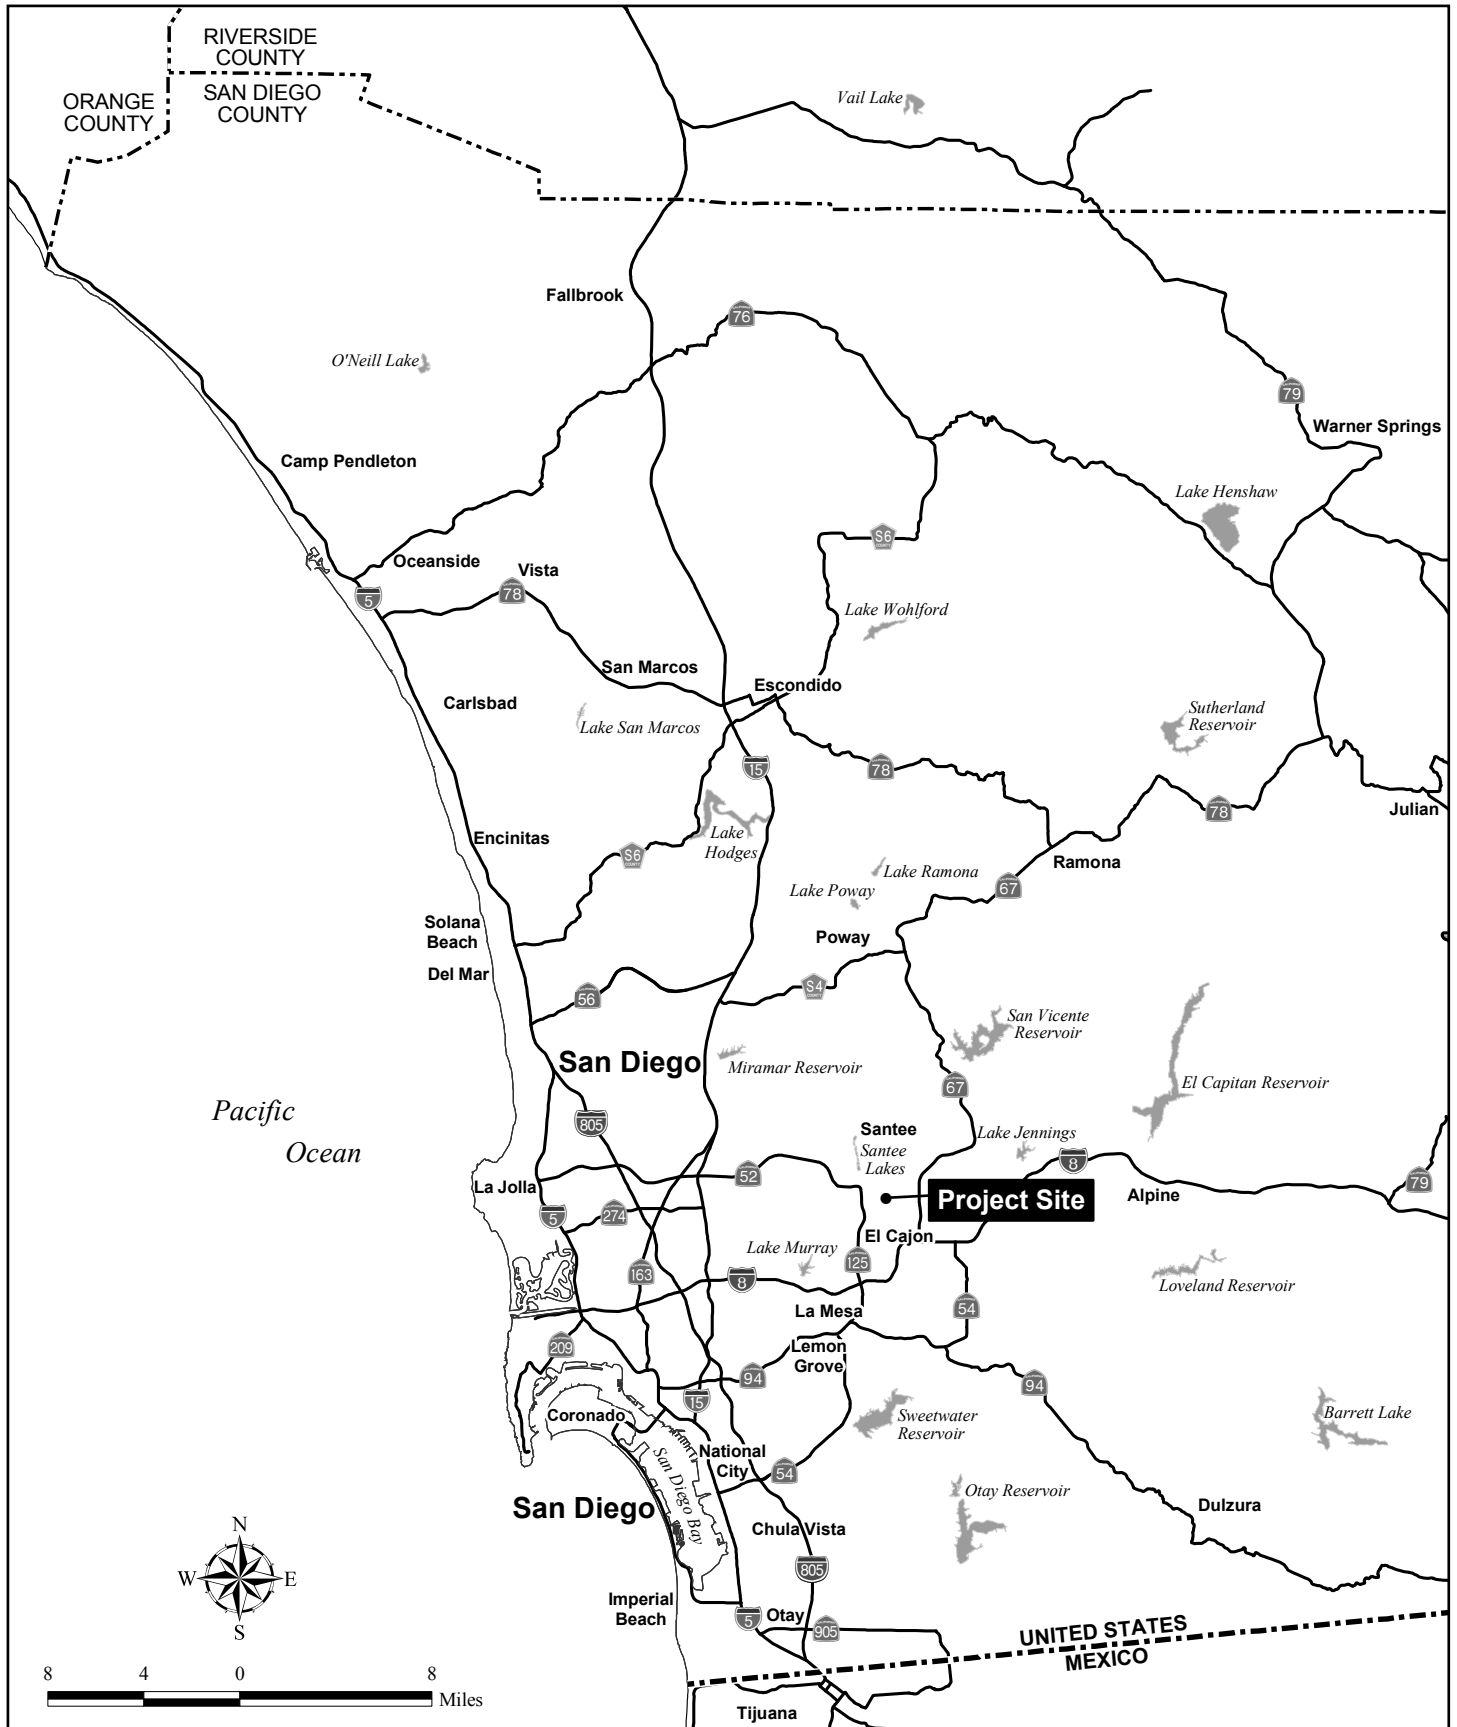 RIVERSIDE
COUNTY
ORANGE
COUNTY
SAN DIEGO
COUNTY
Vail Lake
Fallbrook
76
O'Neill Lake
79
Warner Springs
Camp Pendleton
Lake Henshaw
S6
COUNTY
Oceanside
Vista
78
5
Lake Wohlford
San Marcos
Escondido
Carlsbad
Lake San Marcos
Sutherland
Reservoir
15
78
78
Julian
Encinitas
Lake
Hodges
S6
COUNTY
Ramona
Lake Ramona
67
Lake Poway
Solana
Beach
Poway
Del Mar
56
S4
COUNTY
San Vicente
Reservoir
San Diego
Miramar Reservoir
67
El Capitan Reservoir
Pacific
Ocean
805
Santee
Santee
Lakes
Lake Jennings
8
52
79
La Jolla
Project Site
Alpine
5
274
El Cajon
Lake Murray
125
163
8
Loveland Reservoir
La Mesa
54
209
Lemon
Grove
94
94
15
Coronado
Sweetwater
Reservoir
Barrett Lake
San Diego Bay
National
City
54
Otay Reservoir
San Diego
Dulzura
Chula Vista
805
N
W E
S
Imperial
Beach
5
Otay
905
UNITED STATES
MEXICO
8 4 0 8
Miles
Tijuana